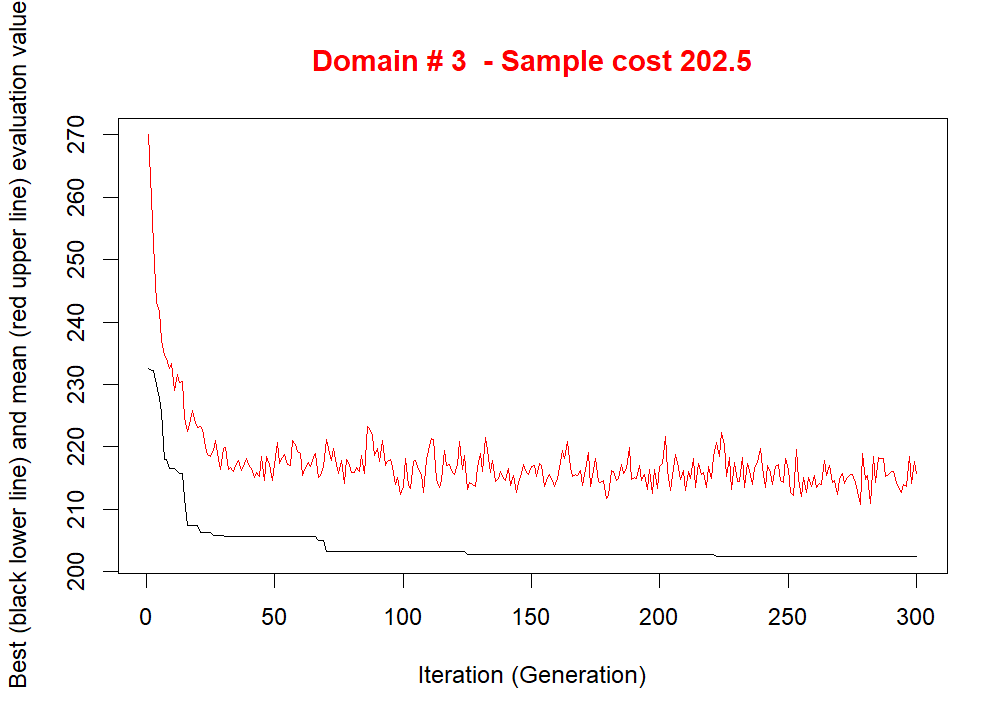 Domain # 3  - Sample cost 202.5
Best (black lower line) and mean (red upper line) evaluation value
270
260
250
240
230
220
210
200
0 50 100 150 200 250 300
Iteration (Generation)